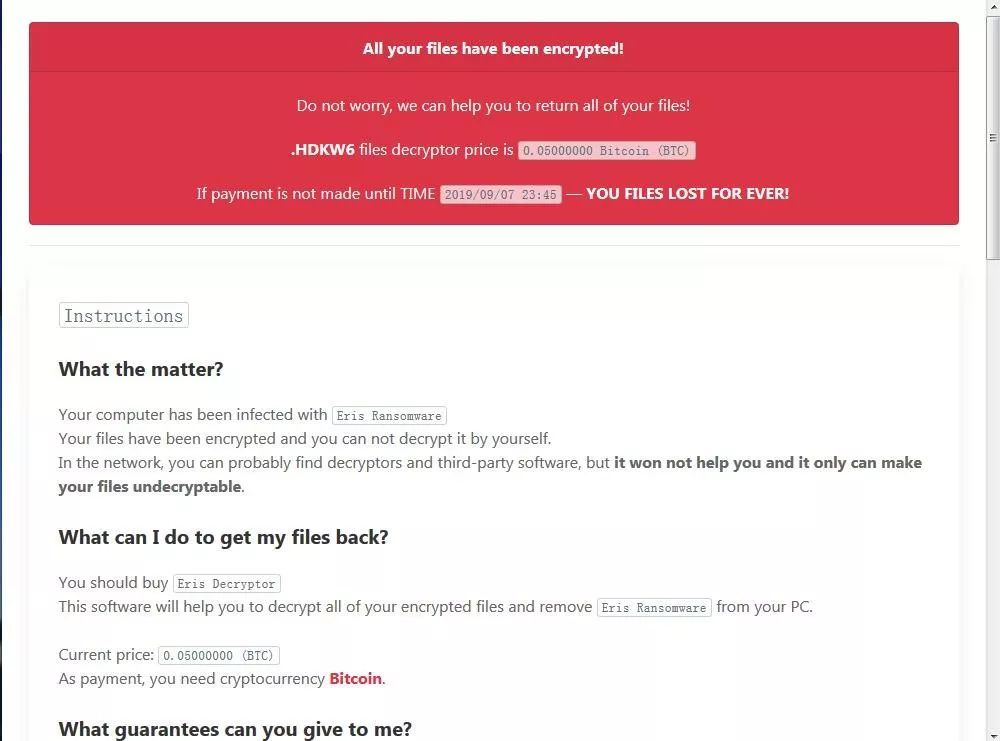 All your files have been encrypted!
Do not worry, we can help you to return all of your files!
.HDKW6 files decryptor price is 0.05000000 Bitcoin (BTC)
If payment is not made until TIME 2019/09/07 23:45 — YOU FILES LOST FOR EVER!
Instructions
What the matter?
Your computer has been infected with Eris Ransomware
Your files have been encrypted and you can not decrypt it by yourself.
In the network, you can probably find decryptors and third-party software, but it won not help you and it only can make
your files undecryptable.
What can I do to get my files back?
You should buy Eris Decryptor
This software will help you to decrypt all of your encrypted files and remove Eris Ransomware from your PC.
Current price: 0.05000000 (BTC)
As payment, you need cryptocurrency Bitcoin.
What guarantees can you give to me?